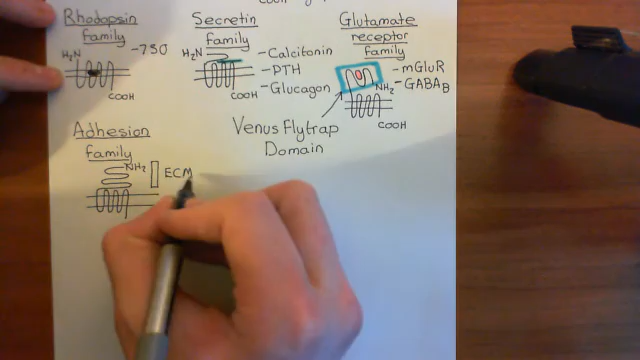 Rhodopsin
family
H₂N
~750
COOH
Secretin
family
H₂N
-Calcitonin
-PTH
-Glucagon
COOH
Glutamate
receptor
family
-mGluR
NH₂
-GABA_B
COOH
Venus Flytrap
Domain
Adhesion
family
NH₂
ECM